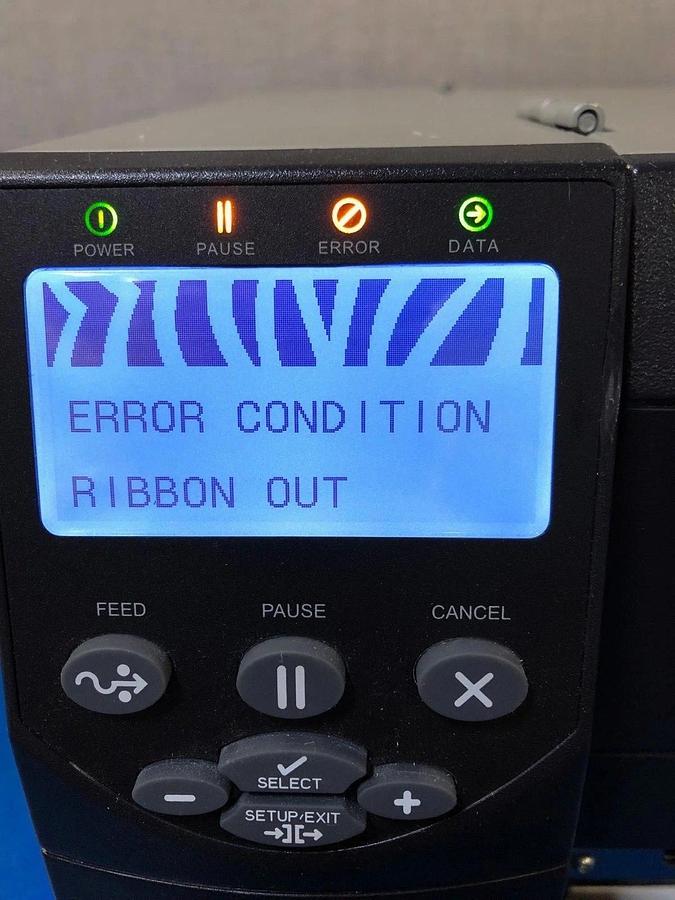 POWER PAUSE ERROR DATA
ERROR CONDITION
RIBBON OUT
FEED PAUSE CANCEL
SELECT
SETUP/EXIT